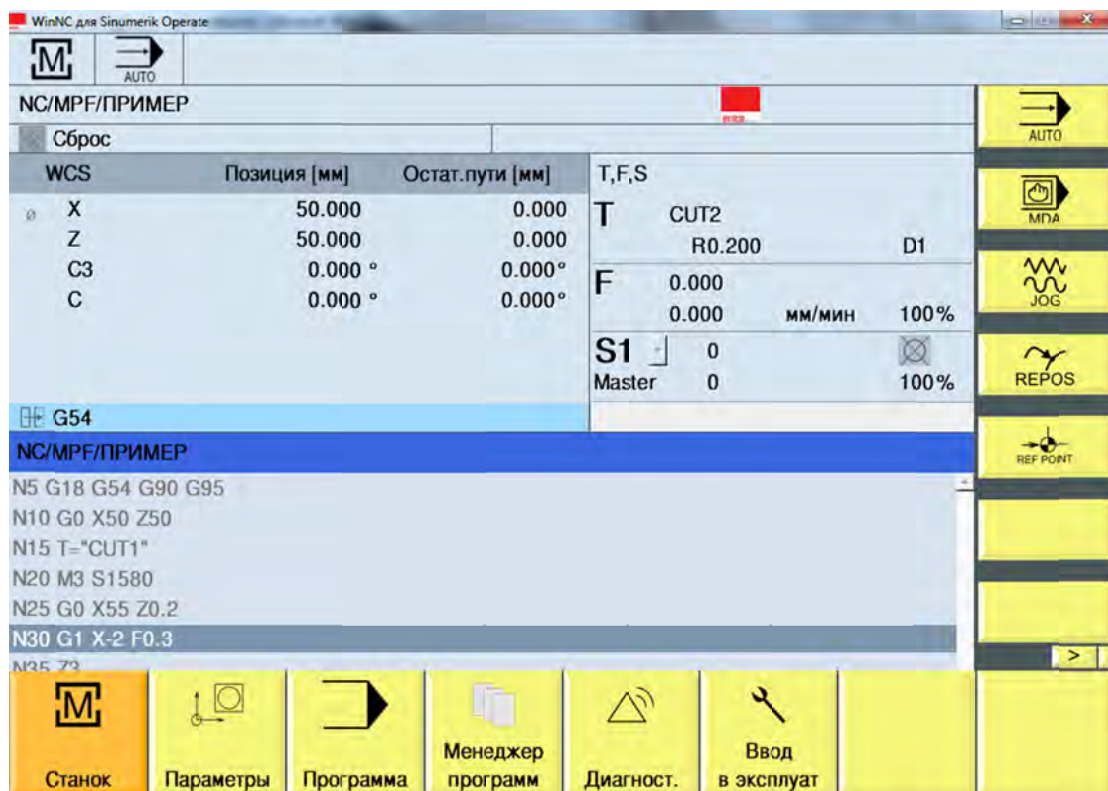 WinNC для Sinumerik Operate
M
AUTO
NC/MPF/ПРИМЕР
emco
Сброс
WCS Позиция [мм] Остат.пути [мм]
X 50.000 0.000
Z 50.000 0.000
C3 0.000 ° 0.000°
C 0.000 ° 0.000°
G54
T,F,S
T CUT2
R0.200 D1
F 0.000
0.000 мм/мин 100%
S1 0
Master 0 100%
NC/MPF/ПРИМЕР
N5 G18 G54 G90 G95
N10 G0 X50 Z50
N15 T="CUT1"
N20 M3 S1580
N25 G0 X55 Z0.2
N30 G1 X-2 F0.3
N35 Z3
AUTO
MDA
JOG
REPOS
REF POINT
>
M
Станок
Параметры
Программа
Менеджер
программ
Диагност.
Ввод
в эксплуат